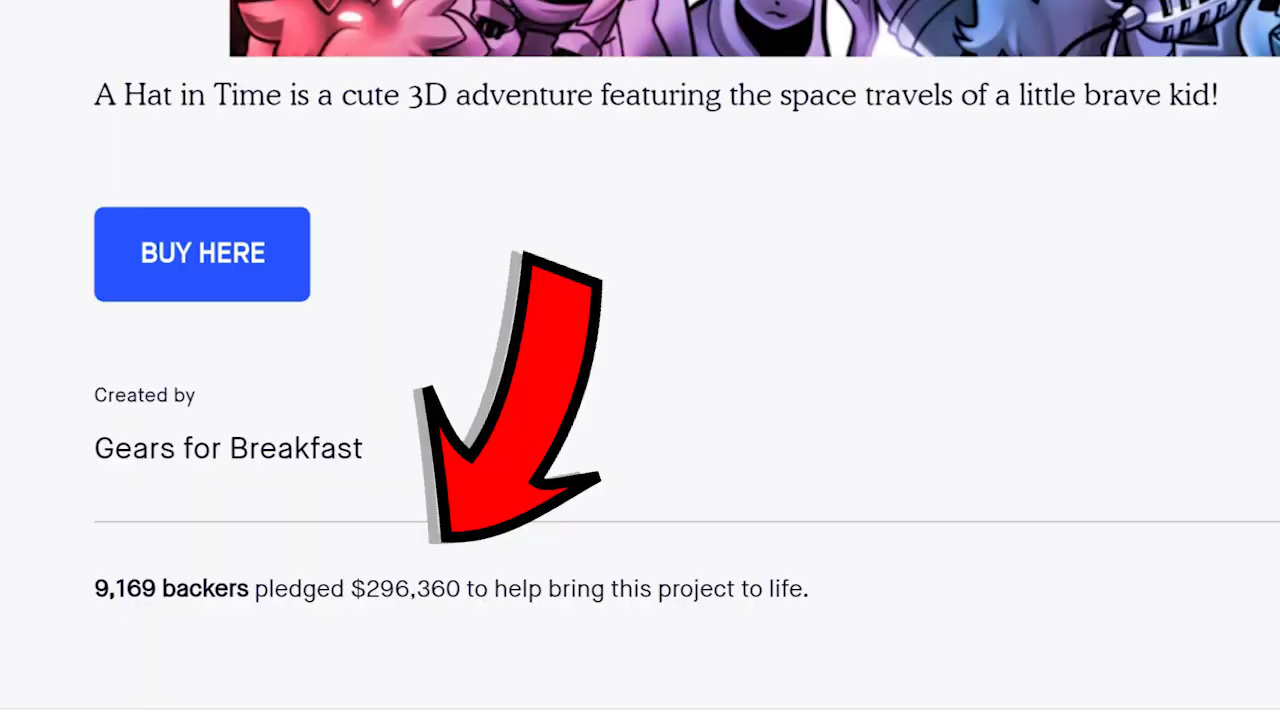 A Hat in Time is a cute 3D adventure featuring the space travels of a little brave kid!
BUY HERE
Created by
Gears for Breakfast
9,169 backers pledged $296,360 to help bring this project to life.